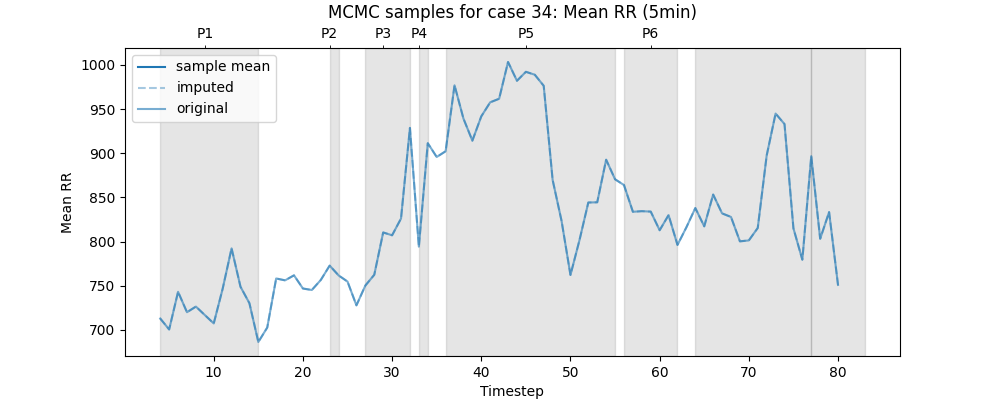 MCMC samples for case 34: Mean RR (5min)
P1 P2 P3 P4 P5 P6
sample mean
imputed
original
1000
950
900
850
800
750
700
Mean RR
10 20 30 40 50 60 70 80
Timestep